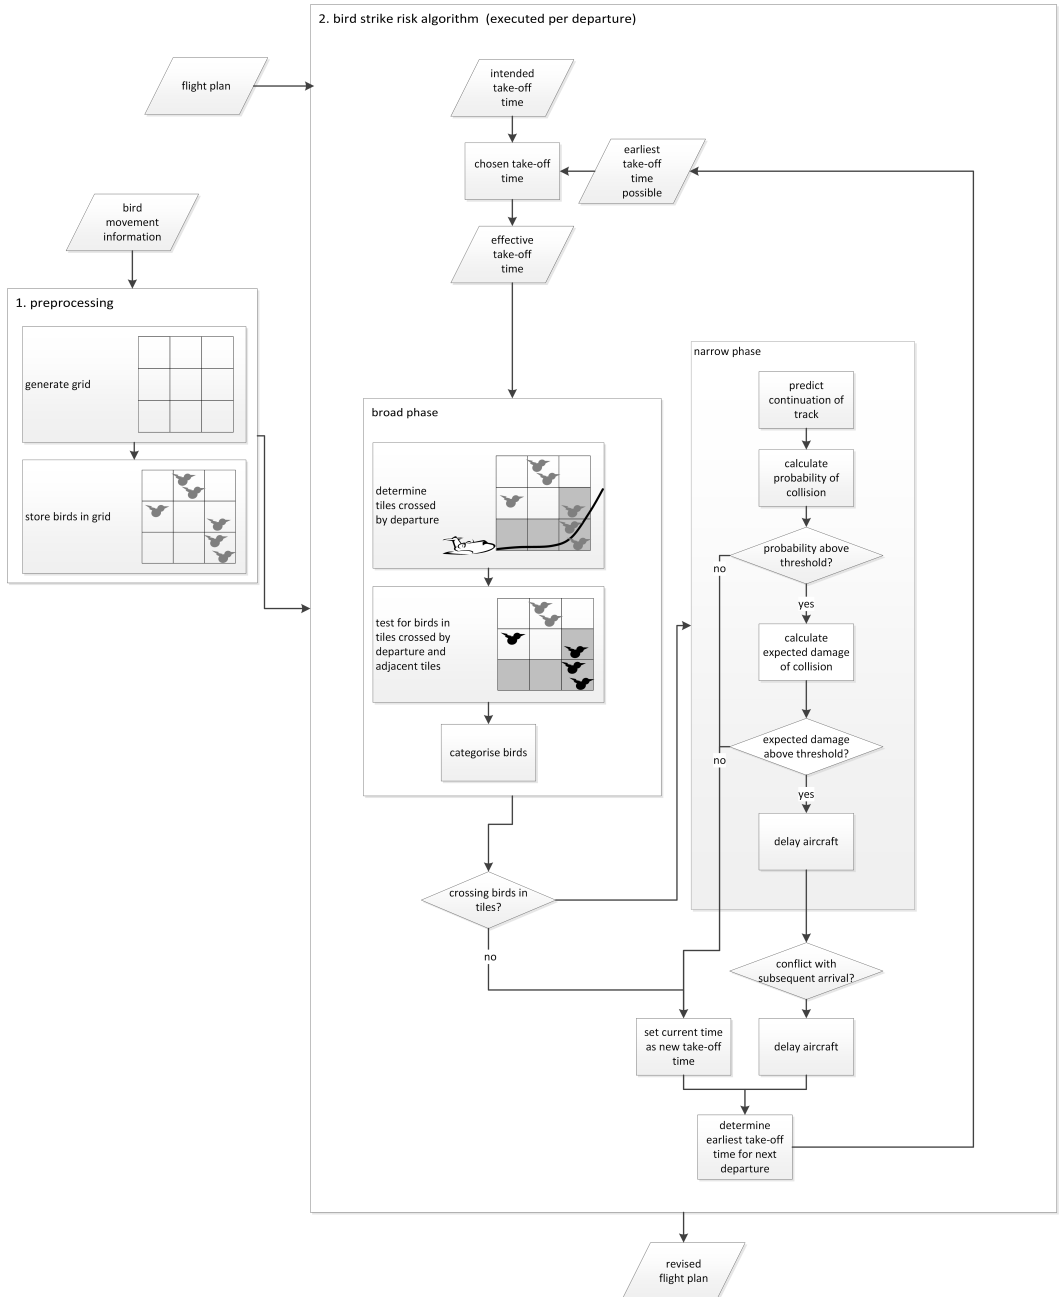 2. bird strike risk algorithm (executed per departure)
flight plan
intended
take-off
time
chosen take-off
time
earliest
take-off
time
possible
effective
take-off
time
bird
movement
information
1. preprocessing
generate grid
store birds in grid
broad phase
determine
tiles crossed
by departure
test for birds in
tiles crossed by
departure and
adjacent tiles
categorise birds
crossing birds in
tiles?
no
narrow phase
predict
continuation of
track
calculate
probability of
collision
probability above
threshold?
no
yes
calculate
expected damage
of collision
expected damage
above threshold?
no
yes
delay aircraft
conflict with
subsequent arrival?
set current time
as new take-off
time
delay aircraft
determine
earliest take-off
time for next
departure
revised
flight plan